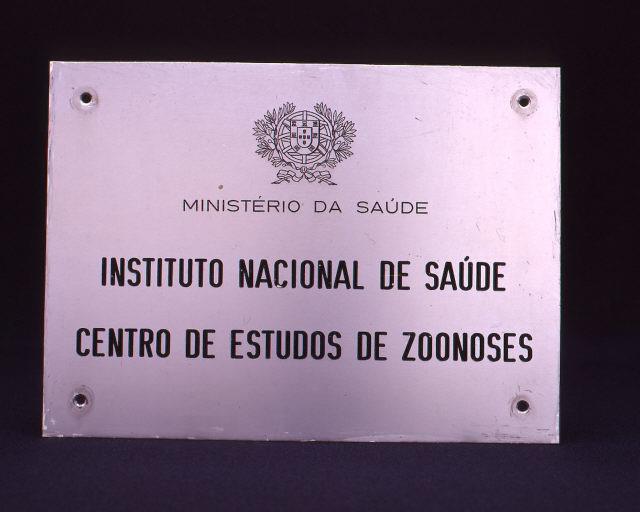 MINISTÉRIO DA SAÚDE
INSTITUTO NACIONAL DE SAÚDE
CENTRO DE ESTUDOS DE ZOONOSES